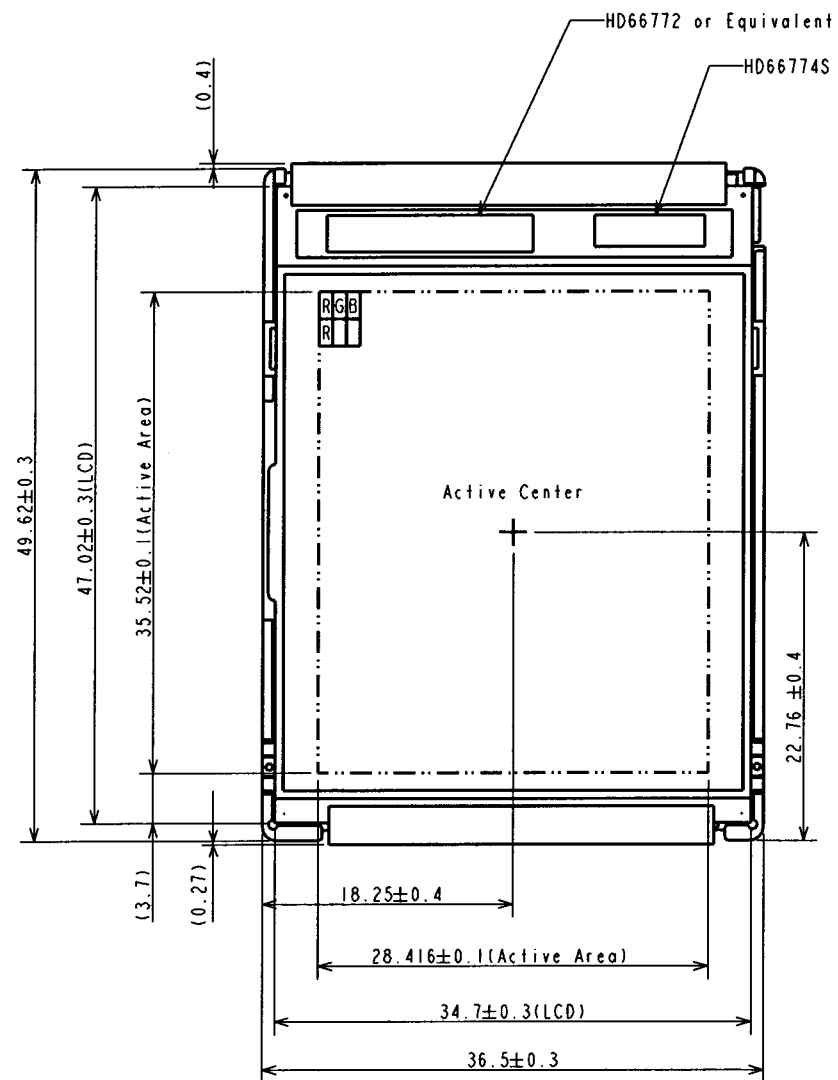 HD66772 or Equivalent
HD66774S
(0.4)
R G B
R
49.62±0.3
47.02±0.3(LCD)
35.52±0.1(Active Area)
Active Center
22.76 ±0.4
(3.7)
(0.27)
18.25±0.4
28.416±0.1(Active Area)
34.7±0.3(LCD)
36.5±0.3